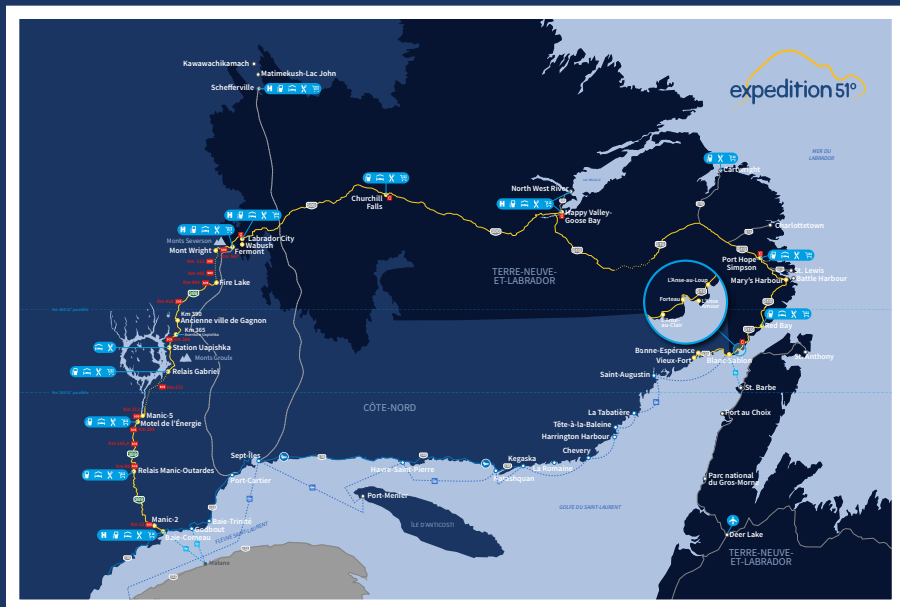 Kawawachikamach
Matimekush-Lac John
Schefferville
expedition 51º
MER DU
LABRADOR
Cartwright
North West River
Churchill
Falls
Happy Valley-
Goose Bay
Charlottetown
Labrador City
Wabush
Fermont
Monts Severson
Mont Wright
Port Hope
Simpson
St. Lewis
Battle Harbour
Mary's Harbour
TERRE-NEUVE-
ET-LABRADOR
Fire Lake
L'Anse-au-Loup
Forteau
au Clair
Km 390
Ancienne ville de Gagnon
Km 365
Red Bay
Station Uapishka
Monts Groulx
Relais Gabriel
Bonne-Espérance
Vieux-Fort
Blanc-Sablon
St. Anthony
Saint-Augustin
St. Barbe
CÔTE-NORD
Manic-5
Motel de l'Énergie
La Tabatière
Tête-à-la-Baleine
Harrington Harbour
Port au Choix
Chevery
Sept-Îles
Kegaska
La Romaine
Relais Manic-Outardes
Port-Cartier
Havre-Saint-Pierre
Natashquan
Parc national
du Gros-Morne
Port-Menier
GOLFE DU SAINT-LAURENT
ÎLE D'ANTICOSTI
Manic-2
Baie-Trinité
Godbout
Baie-Comeau
FLEUVE SAINT-LAURENT
Deer Lake
Matane
TERRE-NEUVE-
ET-LABRADOR